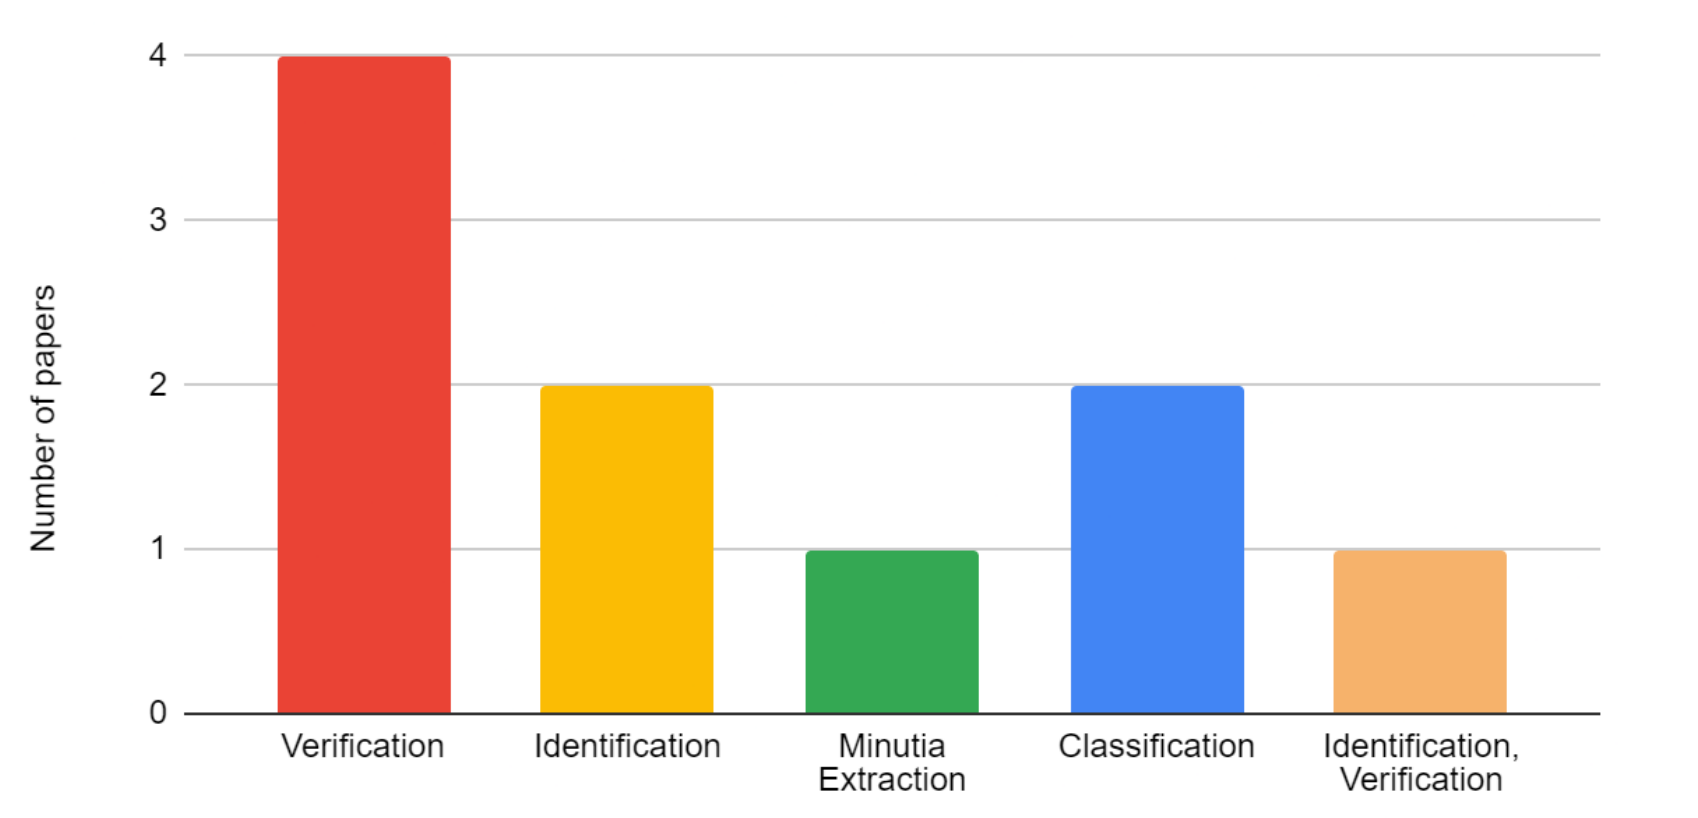 4
3
2
1
0
Number of papers
Verification
Identification
Minutia
Extraction
Classification
Identification,
Verification